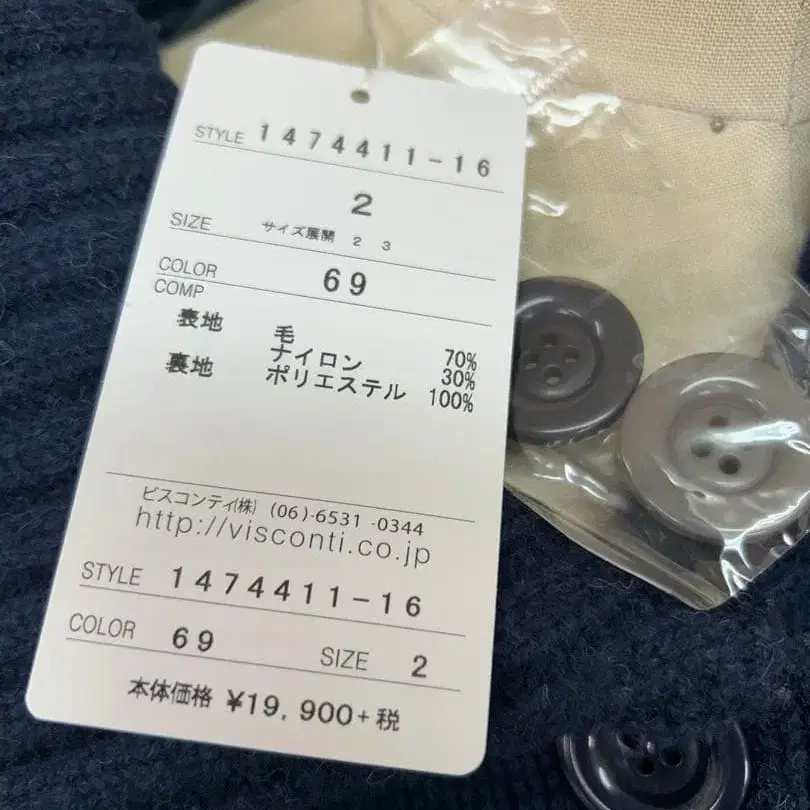 STYLE 1474411-16
2
SIZE サイズ展開 2 3
COLOR 69
COMP
表地 毛 70%
ナイロン 30%
裏地 ポリエステル 100%
ビスコンティ(株) (06)-6531-0344
http://visconti.co.jp
STYLE 1474411-16
COLOR 69 SIZE 2
本体価格 ¥19,900+税